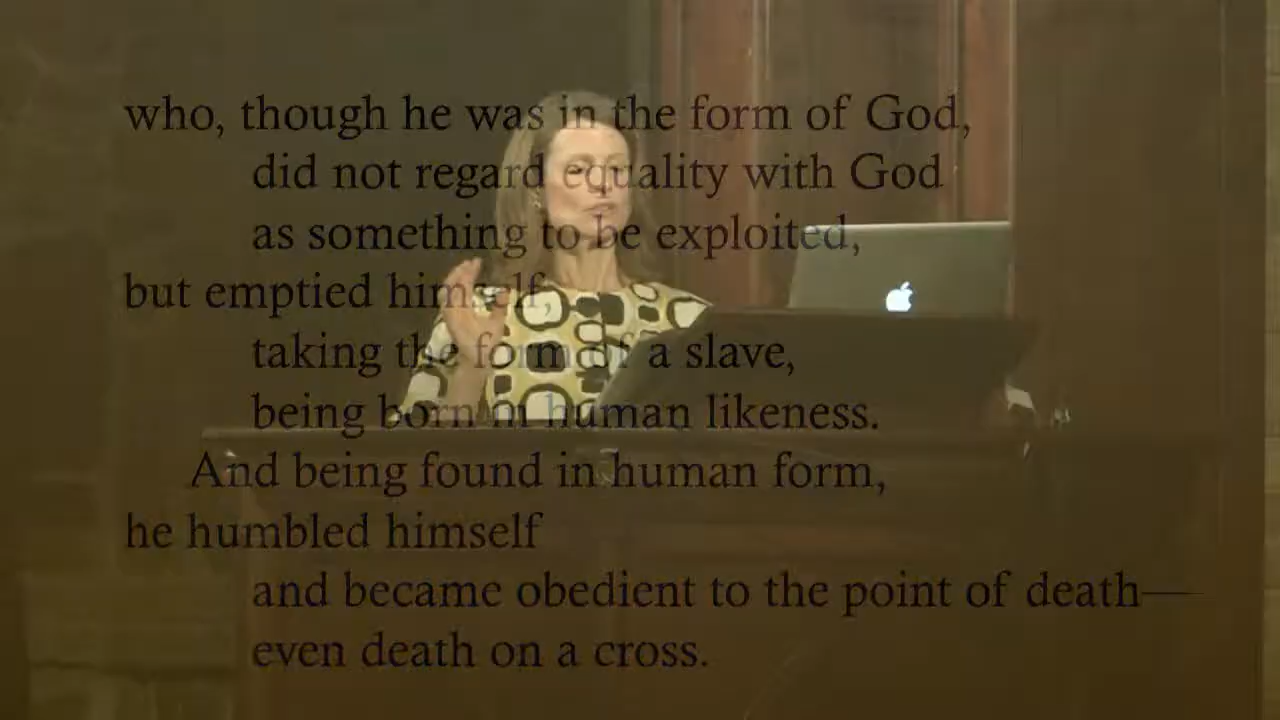 who, though he was in the form of God,
did not regard equality with God
as something to be exploited,
but emptied himself,
taking the form of a slave,
being born in human likeness.
And being found in human form,
he humbled himself
and became obedient to the point of death—
even death on a cross.